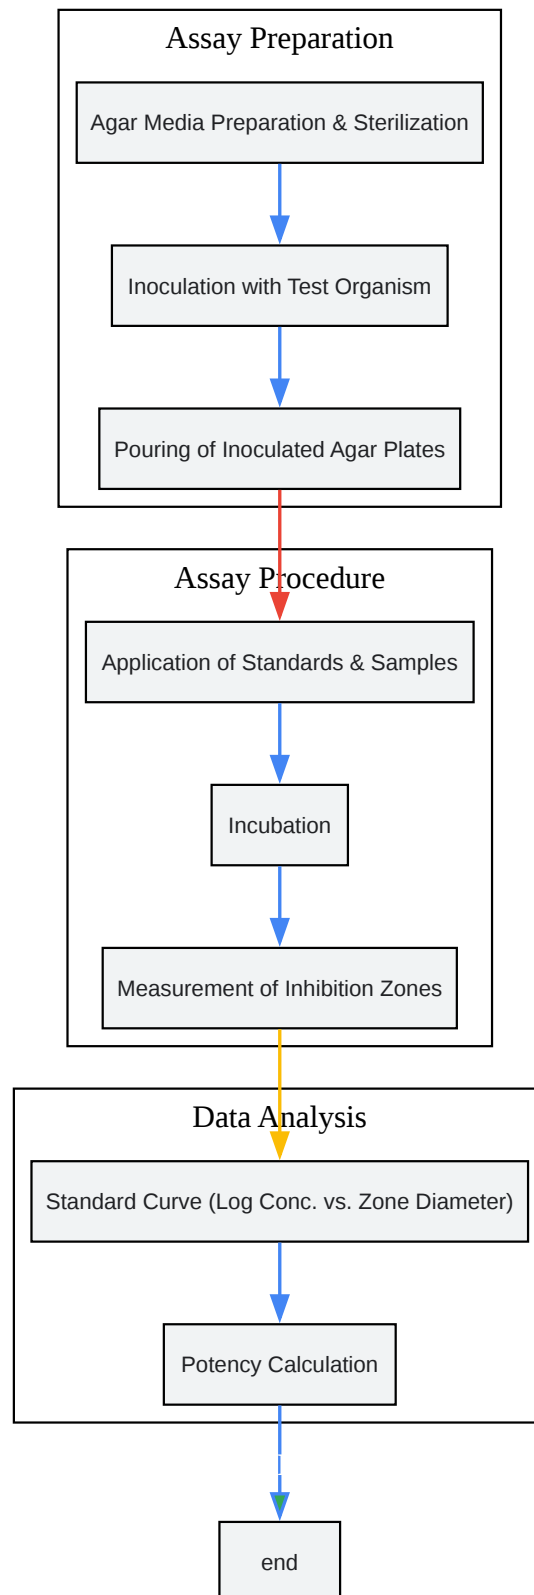 Assay Preparation
Agar Media Preparation & Sterilization
Inoculation with Test Organism
Pouring of Inoculated Agar Plates
Assay Procedure
Application of Standards & Samples
Incubation
Measurement of Inhibition Zones
Data Analysis
Standard Curve (Log Conc. vs. Zone Diameter)
Potency Calculation
end